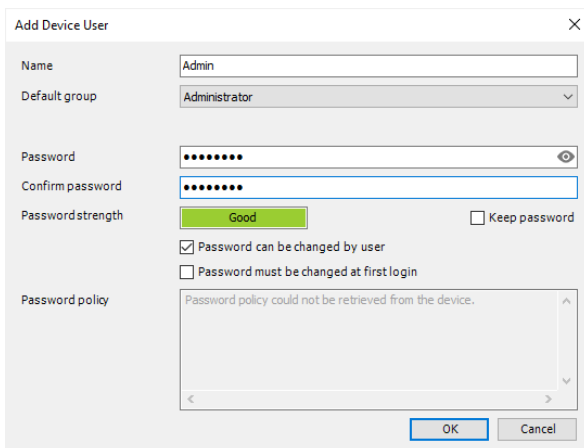 Add Device User
Name
Admin
Default group
Administrator
Password
••••••••
Confirm password
••••••••
Password strength
Good
Keep password
Password can be changed by user
Password must be changed at first login
Password policy
Password policy could not be retrieved from the device.
OK
Cancel